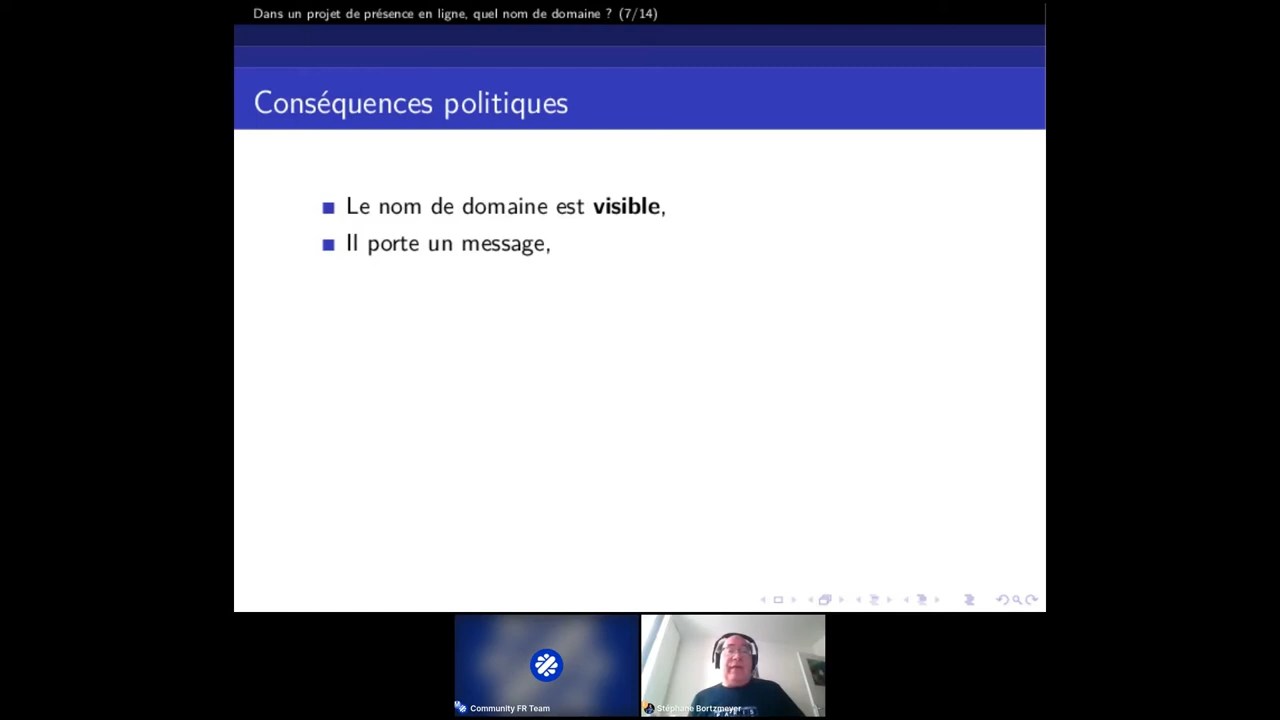 Dans un projet de présence en ligne, quel nom de domaine ? (7/14)
Conséquences politiques
Le nom de domaine est visible,
Il porte un message,
Community FR Team
Stéphane Bortzmeyer